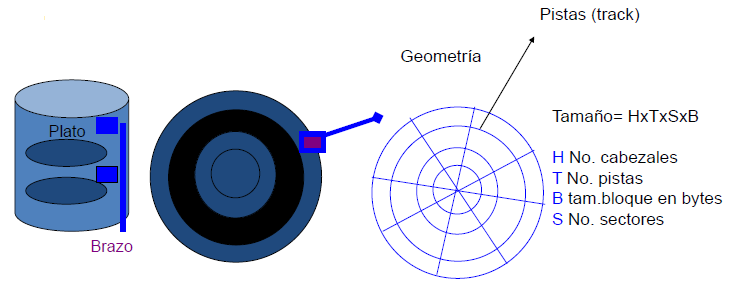 Pistas (track)
Geometría
Plato
Brazo
Tamaño= HxTxSxB
H No. cabezales
T No. pistas
B tam.bloque en bytes
S No. sectores